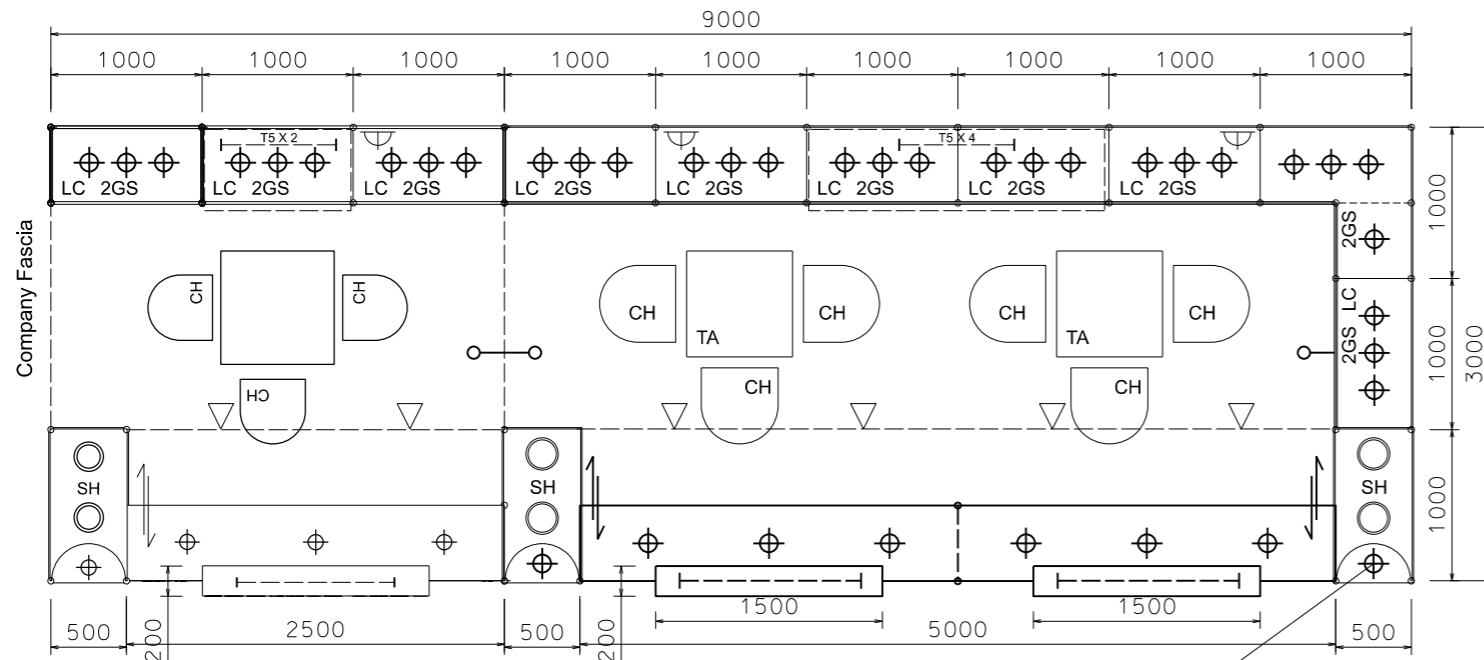 9000
1000 1000 1000 1000 1000 1000 1000 1000 1000
T5 X 2 T5 X 4
LC 2GS LC 2GS LC 2GS LC 2GS LC 2GS LC 2GS LC 2GS LC 2GS
Company Fascia
2GS
1000
CH CH
CH
CH TA CH
CH
CH TA CH
CH
LC
2GS
1000
3000
SH SH SH
1000
1500 1500
500 2500 500 5000 500
200 200